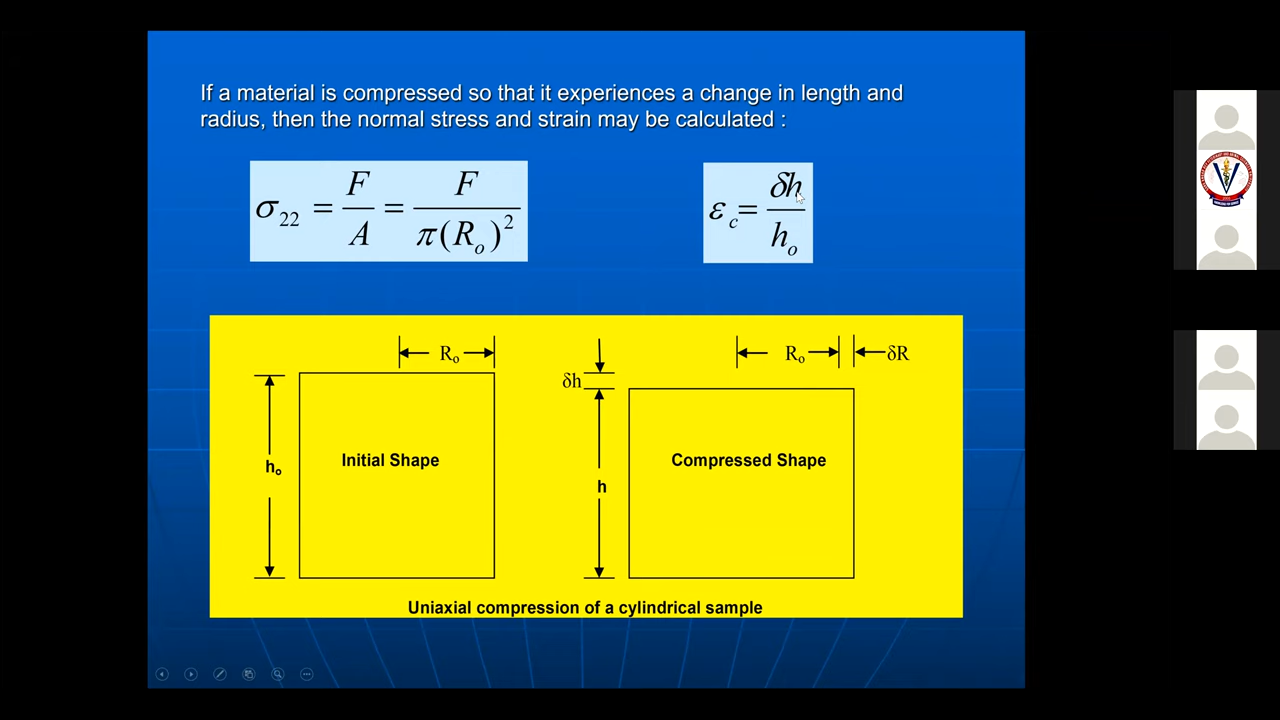 If a material is compressed so that it experiences a change in length and
radius, then the normal stress and strain may be calculated :
σ₂₂ = F/A = F/π(Rₒ)²
ε꜀ = δh/hₒ
Rₒ
Rₒ
δR
δh
hₒ
Initial Shape
h
Compressed Shape
Uniaxial compression of a cylindrical sample